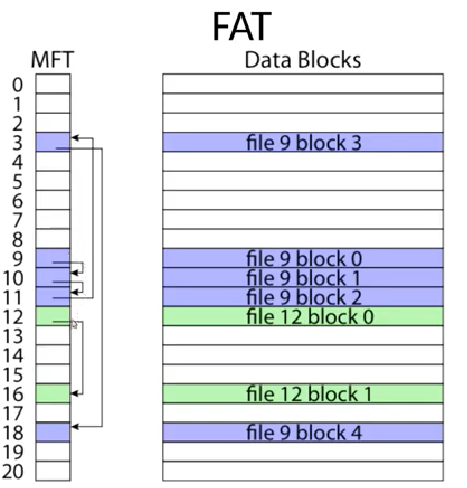 FAT
MFT Data Blocks
0
1
2
3 file 9 block 3
4
5
6
7
8
9 file 9 block 0
10 file 9 block 1
11 file 9 block 2
12 file 12 block 0
13
14
15
16 file 12 block 1
17
18 file 9 block 4
19
20